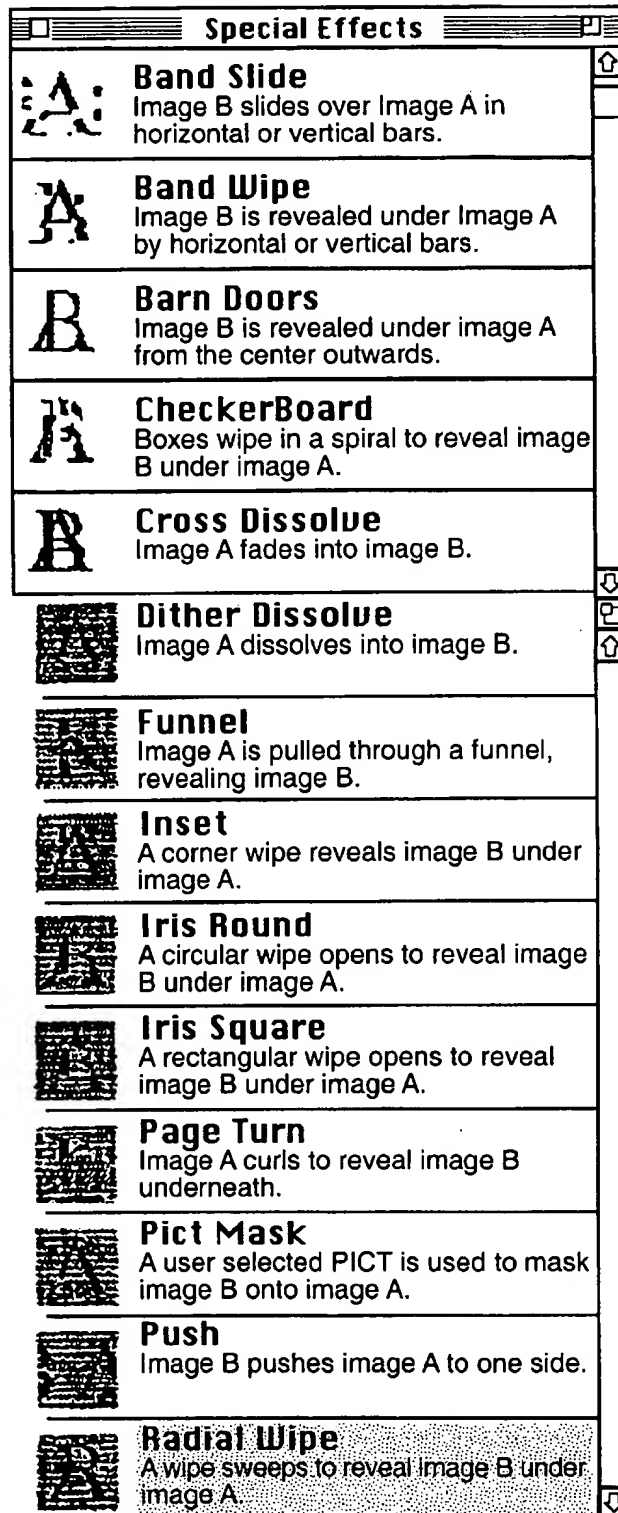 Special Effects
Band Slide
Image B slides over Image A in
horizontal or vertical bars.
Band Wipe
Image B is revealed under Image A
by horizontal or vertical bars.
Barn Doors
Image B is revealed under image A
from the center outwards.
CheckerBoard
Boxes wipe in a spiral to reveal image
B under image A.
Cross Dissolve
Image A fades into image B.
Dither Dissolve
Image A dissolves into image B.
Funnel
Image A is pulled through a funnel,
revealing image B.
Inset
A corner wipe reveals image B under
image A.
Iris Round
A circular wipe opens to reveal image
B under image A.
Iris Square
A rectangular wipe opens to reveal
image B under image A.
Page Turn
Image A curls to reveal image B
underneath.
Pict Mask
A user selected PICT is used to mask
image B onto image A.
Push
Image B pushes image A to one side.
Radial Wipe
A wipe sweeps to reveal image B under
image A.